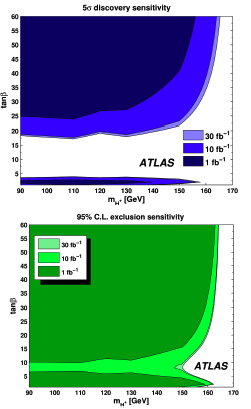 5σ discovery sensitivity
60
55
50
45
40
35
30
25
20
15
10
5
tanβ
30 fb⁻¹
10 fb⁻¹
1 fb⁻¹
ATLAS
90 100 110 120 130 140 150 160 170
m_H⁺ [GeV]
95% C.L. exclusion sensitivity
60
55
50
45
40
35
30
25
20
15
10
5
tanβ
30 fb⁻¹
10 fb⁻¹
1 fb⁻¹
ATLAS
90 100 110 120 130 140 150 160 170
m_H⁺ [GeV]